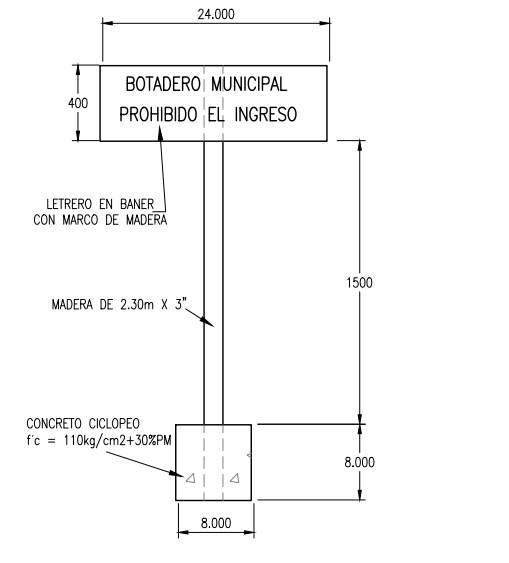 24.000
400
BOTADERO MUNICIPAL
PROHIBIDO EL INGRESO
LETRERO EN BANER
CON MARCO DE MADERA
1500
MADERA DE 2.30m X 3"
CONCRETO CICLOPEO
f'c = 110kg/cm2+30%PM
8.000
8.000